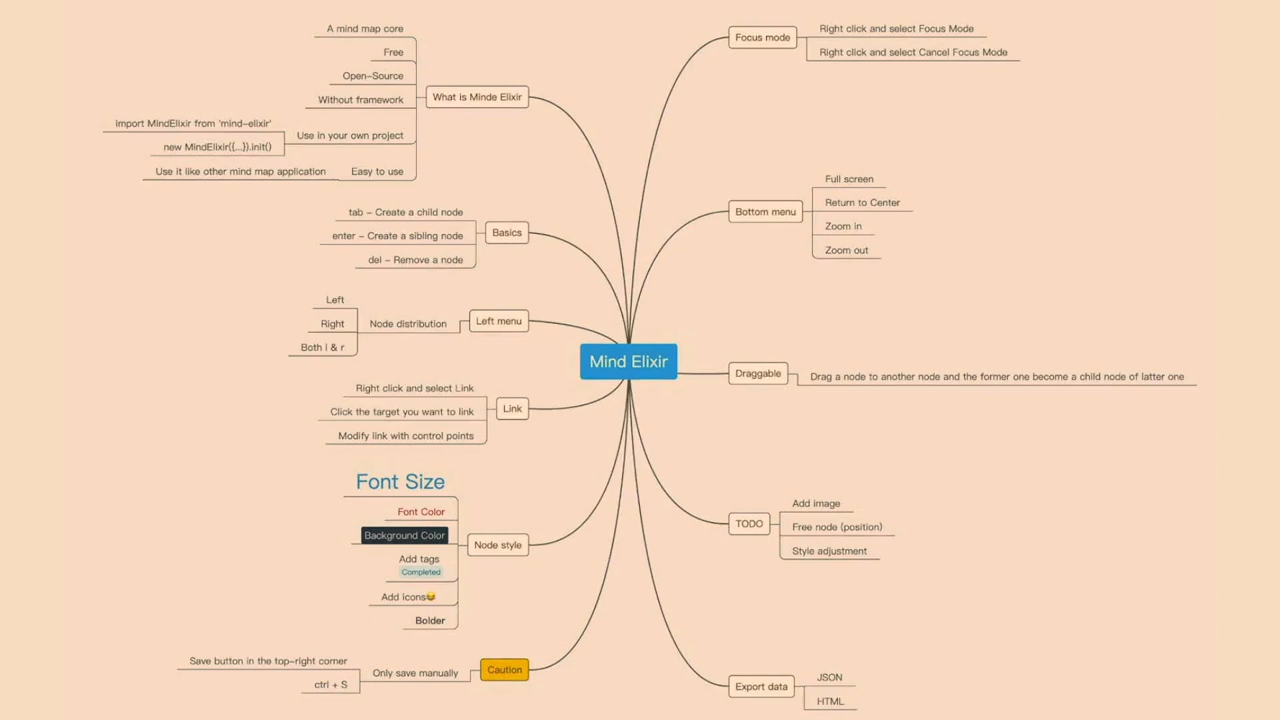 Mind Elixir
What is Minde Elixir
A mind map core
Free
Open-Source
Without framework
Use in your own project
import MindElixir from 'mind-elixir'
new MindElixir({...}).init()
Easy to use
Use it like other mind map application
Basics
tab - Create a child node
enter - Create a sibling node
del - Remove a node
Left menu
Node distribution
Left
Right
Both l & r
Link
Right click and select Link
Click the target you want to link
Modify link with control points
Node style
Font Size
Font Color
Background Color
Add tags
Completed
Add icons😂
Bolder
Caution
Only save manually
Save button in the top-right corner
ctrl + S
Focus mode
Right click and select Focus Mode
Right click and select Cancel Focus Mode
Bottom menu
Full screen
Return to Center
Zoom in
Zoom out
Draggable
Drag a node to another node and the former one become a child node of latter one
TODO
Add image
Free node (position)
Style adjustment
Export data
JSON
HTML